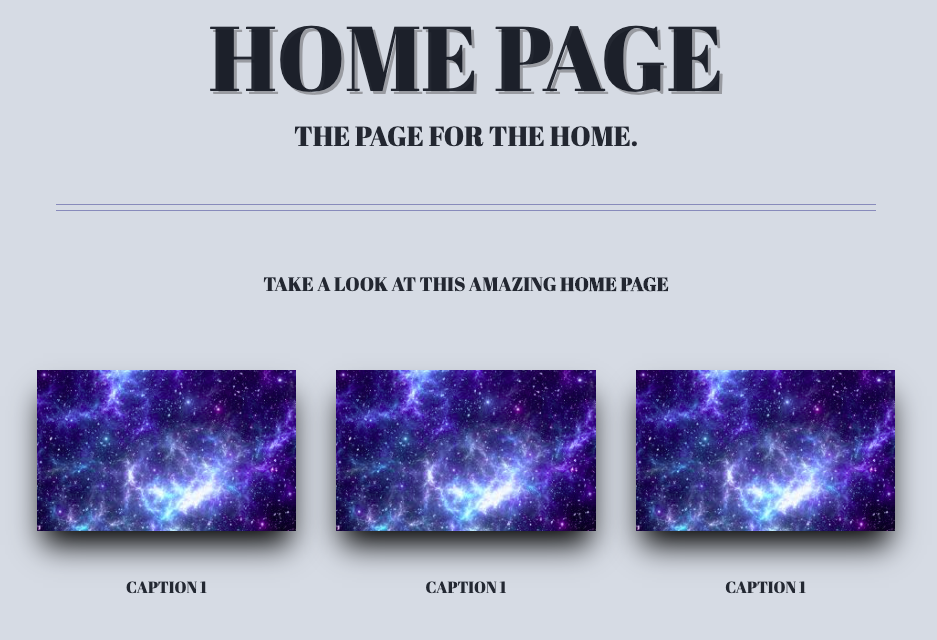 HOME PAGE
THE PAGE FOR THE HOME.
TAKE A LOOK AT THIS AMAZING HOME PAGE
CAPTION 1
CAPTION 1
CAPTION 1